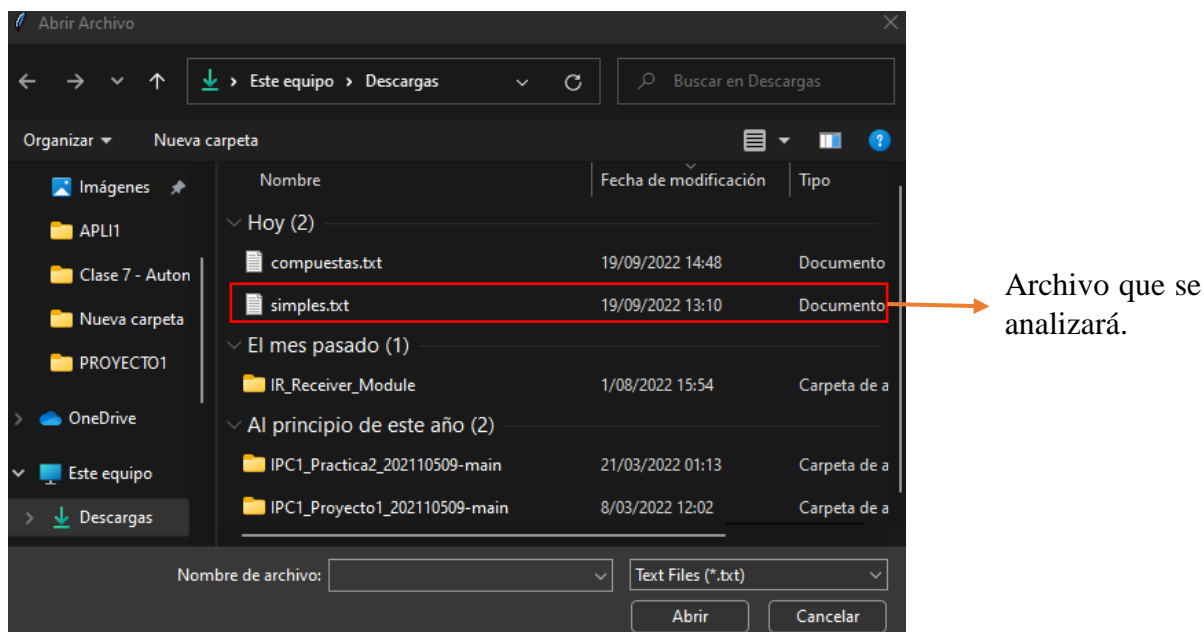 Abrir Archivo
Este equipo > Descargas
Buscar en Descargas
Organizar Nueva carpeta
Nombre Fecha de modificación Tipo
Imágenes
APLI1
Clase 7 - Auton
Nueva carpeta
PROYECTO1
OneDrive
Este equipo
Descargas
Hoy (2)
compuestas.txt 19/09/2022 14:48 Documento
simples.txt 19/09/2022 13:10 Documento
El mes pasado (1)
IR_Receiver_Module 1/08/2022 15:54 Carpeta de a
Al principio de este año (2)
IPC1_Practica2_202110509-main 21/03/2022 01:13 Carpeta de a
IPC1_Proyecto1_202110509-main 8/03/2022 12:02 Carpeta de a
Nombre de archivo: Text Files (*.txt)
Abrir Cancelar
Archivo que se
analizará.